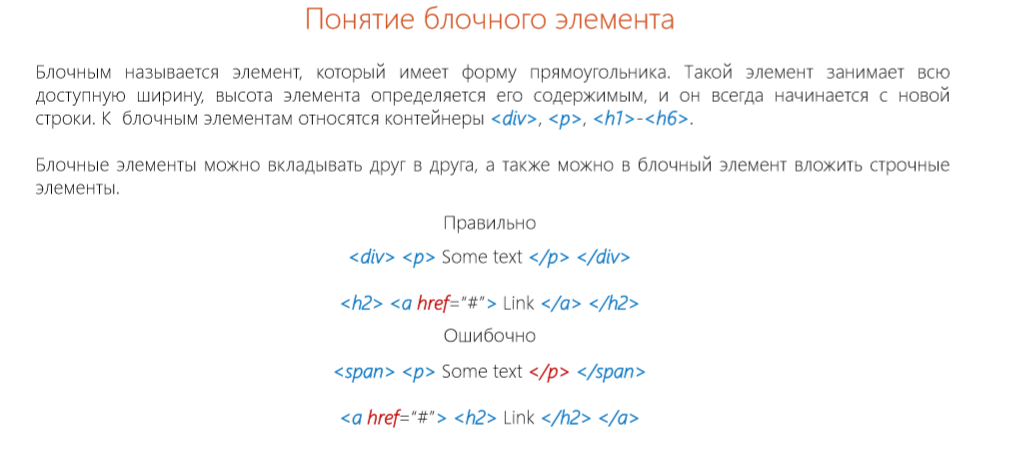 Понятие блочного элемента
Блочным называется элемент, который имеет форму прямоугольника. Такой элемент занимает всю
доступную ширину, высота элемента определяется его содержимым, и он всегда начинается с новой
строки. К блочным элементам относятся контейнеры <div>, <p>, <h1>-<h6>.
Блочные элементы можно вкладывать друг в друга, а также можно в блочный элемент вложить строчные
элементы.
Правильно
<div> <p> Some text </p> </div>
<h2> <a href="#"> Link </a> </h2>
Ошибочно
<span> <p> Some text </p> </span>
<a href="#"> <h2> Link </h2> </a>